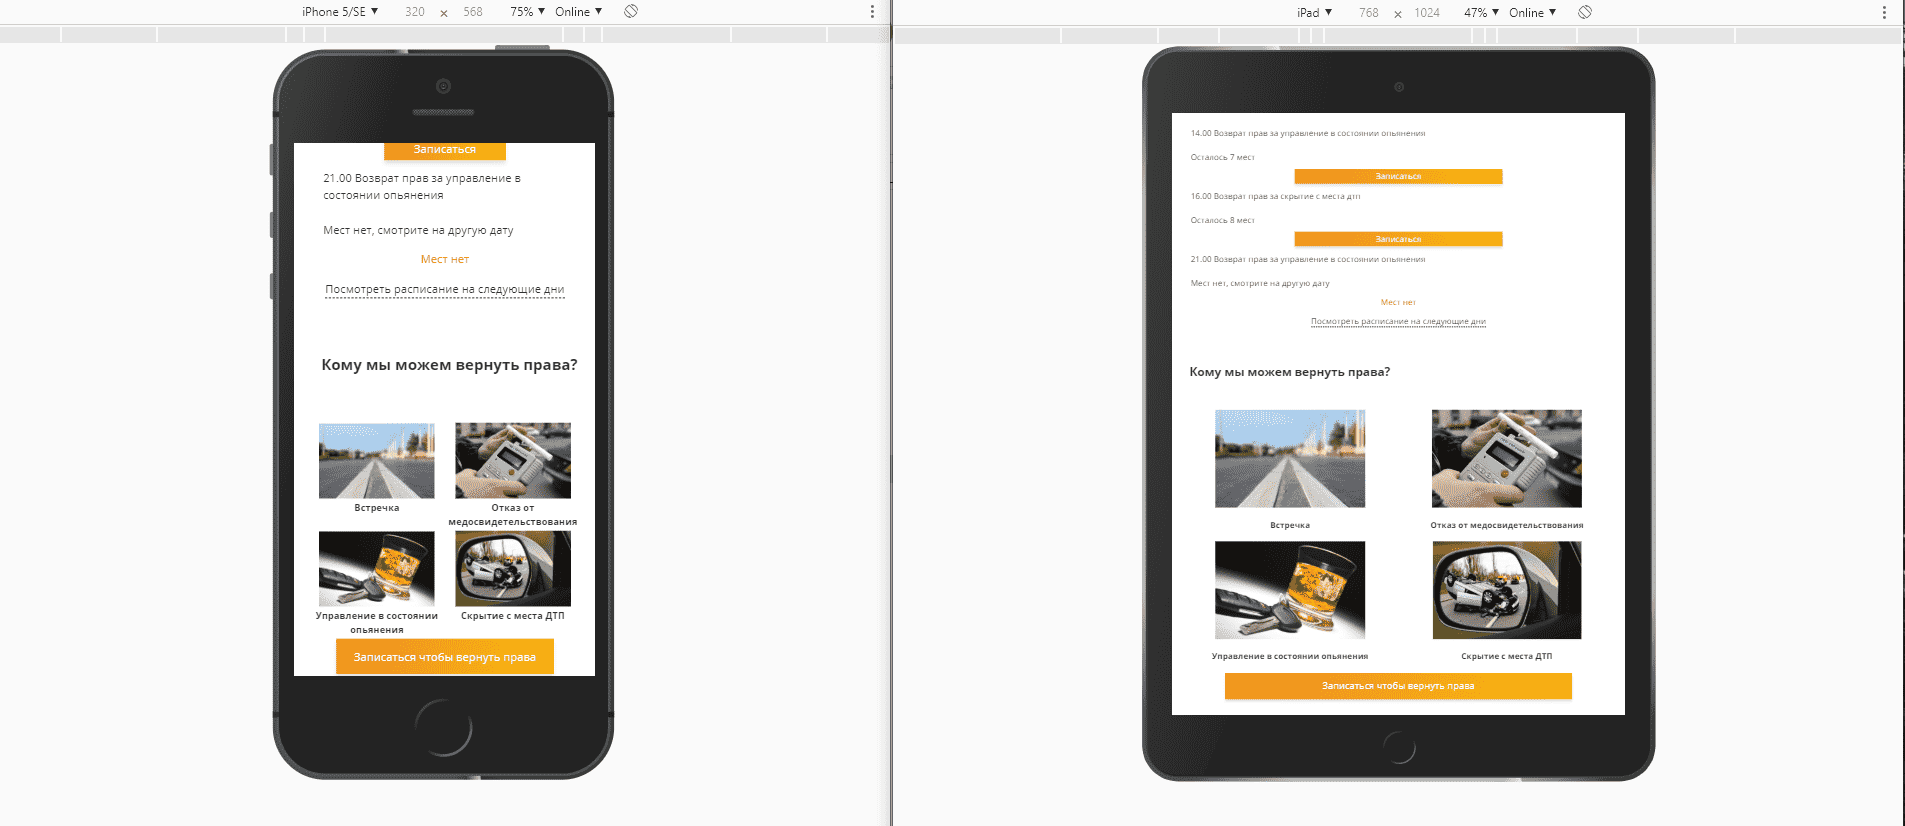 iPhone 5/SE ▼ 320 × 568 75% ▼ Online ▼
Записаться
21.00 Возврат прав за управление в
состоянии опьянения
Мест нет, смотрите на другую дату
Мест нет
Посмотреть расписание на следующие дни
Кому мы можем вернуть права?
Встречка
Отказ от
медосвидетельствования
Управление в состоянии
опьянения
Скрытие с места ДТП
Записаться чтобы вернуть права
iPad ▼ 768 × 1024 47% ▼ Online ▼
14.00 Возврат прав за управление в состоянии опьянения
Осталось 7 мест
Записаться
16.00 Возврат прав за скрытие с места дтп
Осталось 8 мест
Записаться
21.00 Возврат прав за управление в состоянии опьянения
Мест нет, смотрите на другую дату
Мест нет
Посмотреть расписание на следующие дни
Кому мы можем вернуть права?
Встречка
Отказ от медосвидетельствования
Управление в состоянии опьянения
Скрытие с места ДТП
Записаться чтобы вернуть права